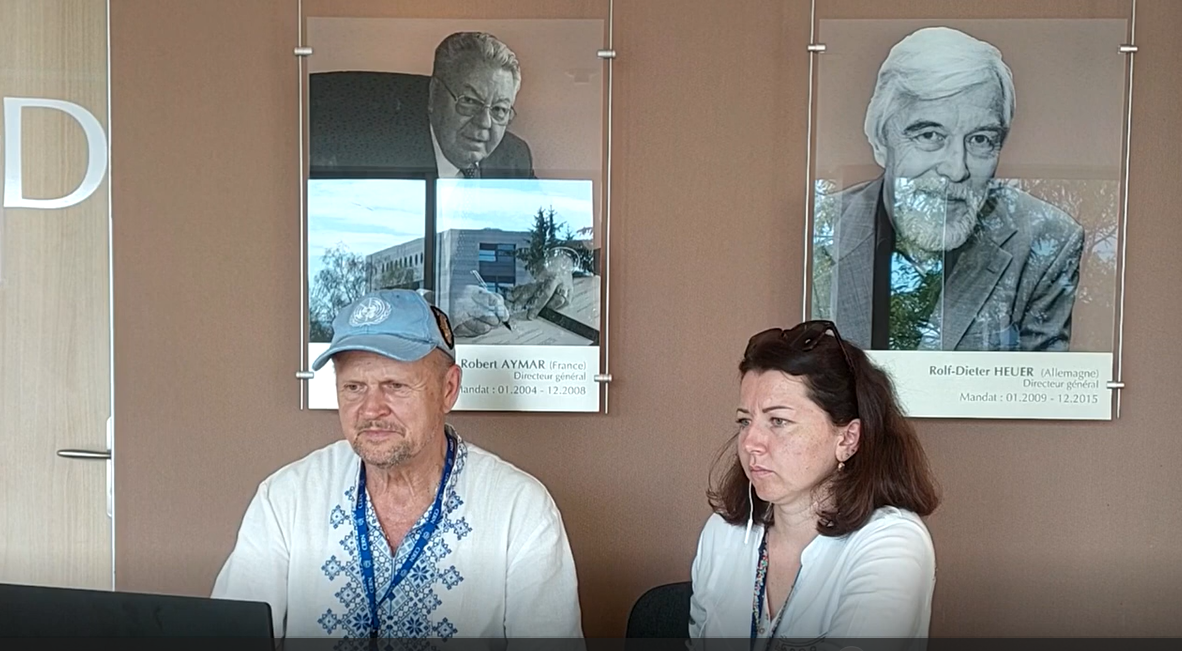 D
Robert AYMAR (France)
Directeur général
Mandat : 01.2004 - 12.2008
Rolf-Dieter HEUER (Allemagne)
Directeur général
Mandat : 01.2009 - 12.2015